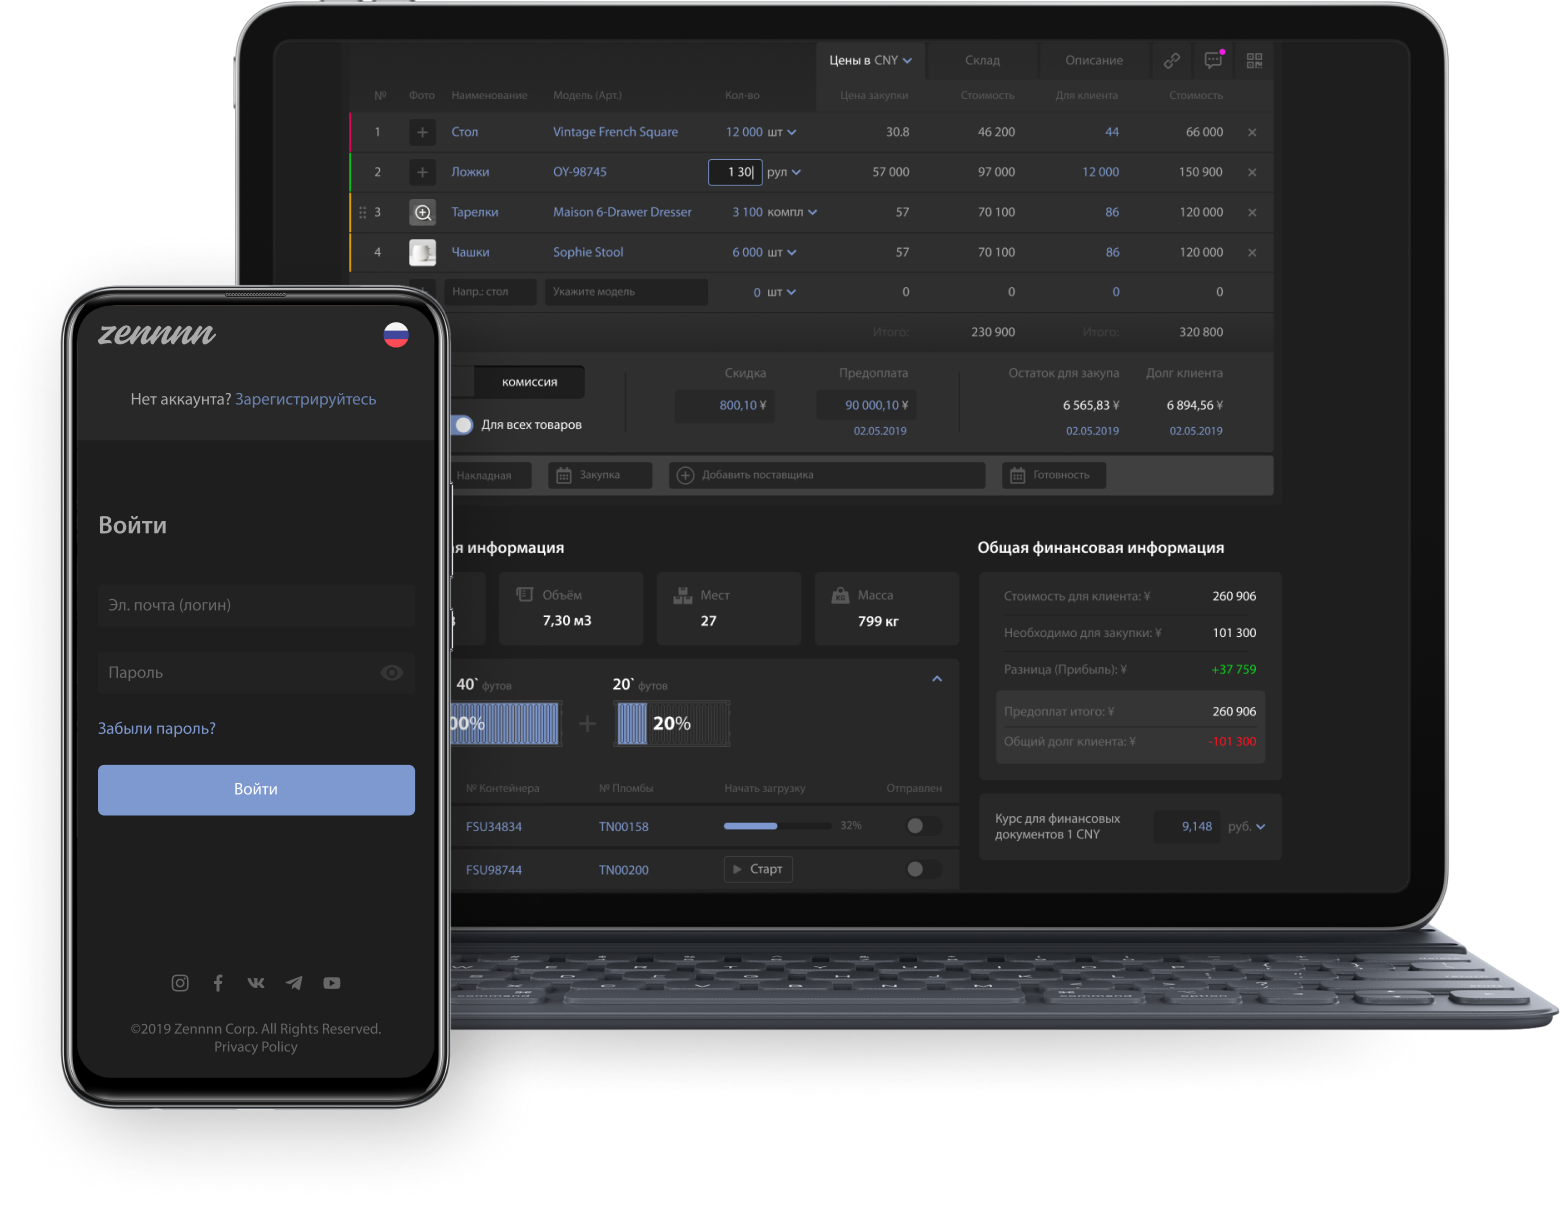 Цены в CNY Склад Описание
№ Фото Наименование Модель (Арт.) Кол-во Цена закупки Стоимость Для клиента Стоимость
1 Стол Vintage French Square 12 000 шт 30.8 46 200 44 66 000
2 Ложки OY-98745 1 30 рул 57 000 97 000 12 000 150 900
3 Тарелки Maison 6-Drawer Dresser 3 100 компл 57 70 100 86 120 000
4 Чашки Sophie Stool 6 000 шт 57 70 100 86 120 000
Напр.: стол Укажите модель 0 шт 0 0 0 0
Итого: 230 900 Итого: 320 800
комиссия
Для всех товаров
Скидка Предоплата Остаток для закупа Долг клиента
800,10 ¥ 90 000,10 ¥ 6 565,83 ¥ 6 894,56 ¥
02.05.2019 02.05.2019 02.05.2019
Накладная Закупка Добавить поставщика Готовность
я информация
Объём Мест Масса
7,30 м3 27 799 кг
40` футов 20` футов
00% + 20%
№ Контейнера № Пломбы Начать загрузку Отправлен
FSU34834 TN00158 32%
FSU98744 TN00200 Старт
Общая финансовая информация
Стоимость для клиента: ¥ 260 906
Необходимо для закупки: ¥ 101 300
Разница (Прибыль): ¥ +37 759
Предоплат итого: ¥ 260 906
Общий долг клиента: ¥ -101 300
Курс для финансовых
документов 1 CNY
9,148 руб.
zennnn
Нет аккаунта? Зарегистрируйтесь
Войти
Эл. почта (логин)
Пароль
Забыли пароль?
Войти
©2019 Zennnn Corp. All Rights Reserved.
Privacy Policy
command
command option